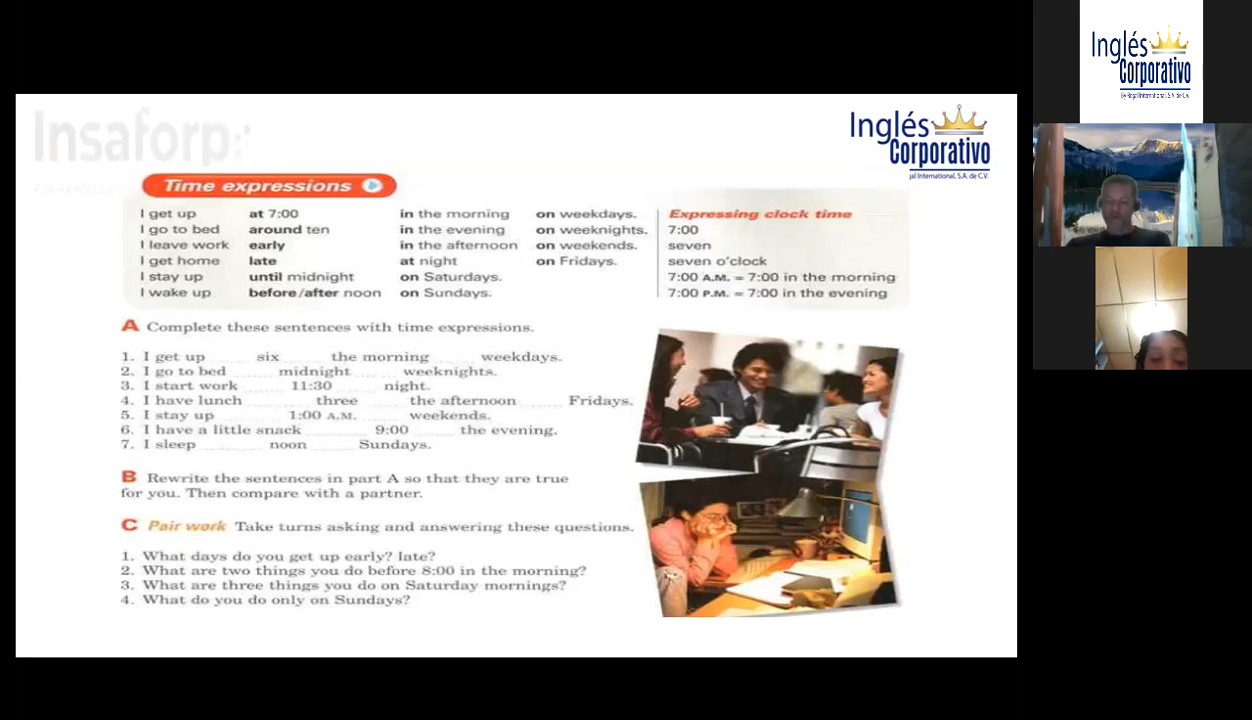 Insaforp
Inglés
Corporativo
al International, S.A. de C.V.
Time expressions
I get up at 7:00 in the morning on weekdays.
I go to bed around ten in the evening on weeknights.
I leave work early in the afternoon on weekends.
I get home late at night on Fridays.
I stay up until midnight on Saturdays.
I wake up before/after noon on Sundays.
Expressing clock time
7:00
seven
seven o'clock
7:00 A.M. = 7:00 in the morning
7:00 P.M. = 7:00 in the evening
A Complete these sentences with time expressions.
1. I get up ...... six ...... the morning ...... weekdays.
2. I go to bed ...... midnight ...... weeknights.
3. I start work ...... 11:30 ...... night.
4. I have lunch ...... three ...... the afternoon ...... Fridays.
5. I stay up ...... 1:00 A.M. ...... weekends.
6. I have a little snack ...... 9:00 ...... the evening.
7. I sleep ...... noon ...... Sundays.
B Rewrite the sentences in part A so that they are true
for you. Then compare with a partner.
C Pair work Take turns asking and answering these questions.
1. What days do you get up early? late?
2. What are two things you do before 8:00 in the morning?
3. What are three things you do on Saturday mornings?
4. What do you do only on Sundays?
Inglés
Corporativo
By Regal International, S.A. de C.V.